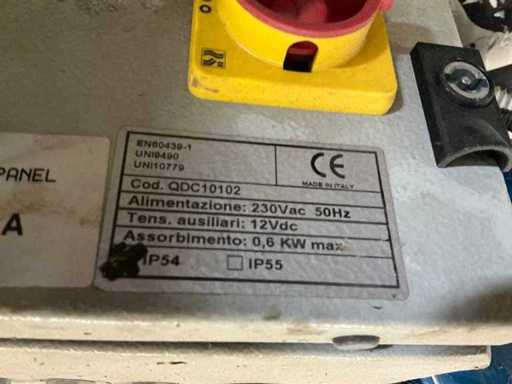 O
PANEL
A
EN60439-1
UNI9490
UNI10779
CE
MADE IN ITALY
Cod. QDC10102
Alimentazione: 230Vac 50Hz
Tens. ausiliari: 12Vdc
Assorbimento: 0,6 KW max
IP54 IP55